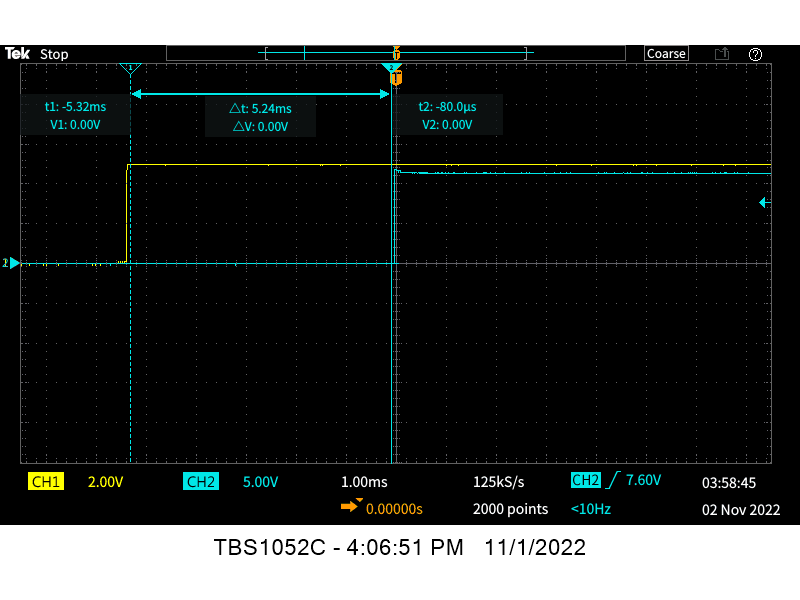 Tek Stop Coarse
1 2 T
t1: -5.32ms △t: 5.24ms t2: -80.0µs
V1: 0.00V △V: 0.00V V2: 0.00V
2
CH1 2.00V CH2 5.00V 1.00ms 125kS/s CH2 7.60V 03:58:45
0.00000s 2000 points <10Hz 02 Nov 2022
TBS1052C - 4:06:51 PM 11/1/2022